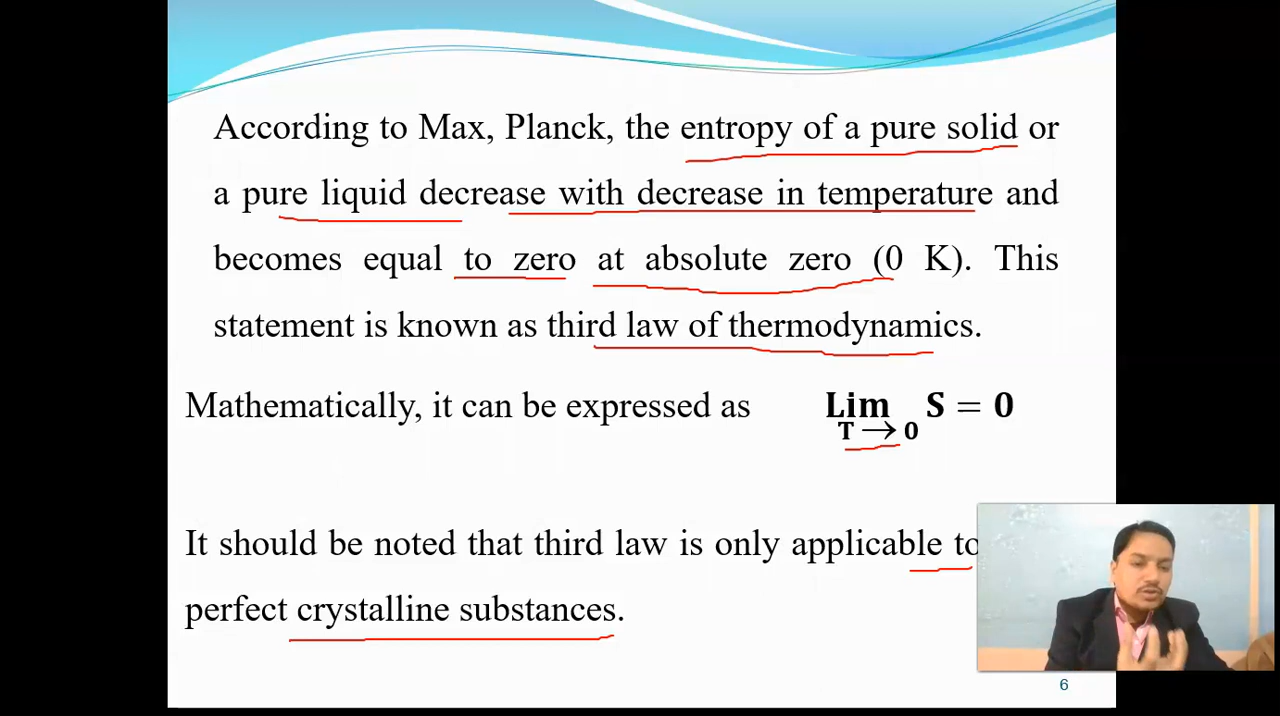 According to Max, Planck, the entropy of a pure solid or
a pure liquid decrease with decrease in temperature and
becomes equal to zero at absolute zero (0 K). This
statement is known as third law of thermodynamics.
Mathematically, it can be expressed as Lim S = 0
T → 0
It should be noted that third law is only applicable to
perfect crystalline substances.
6